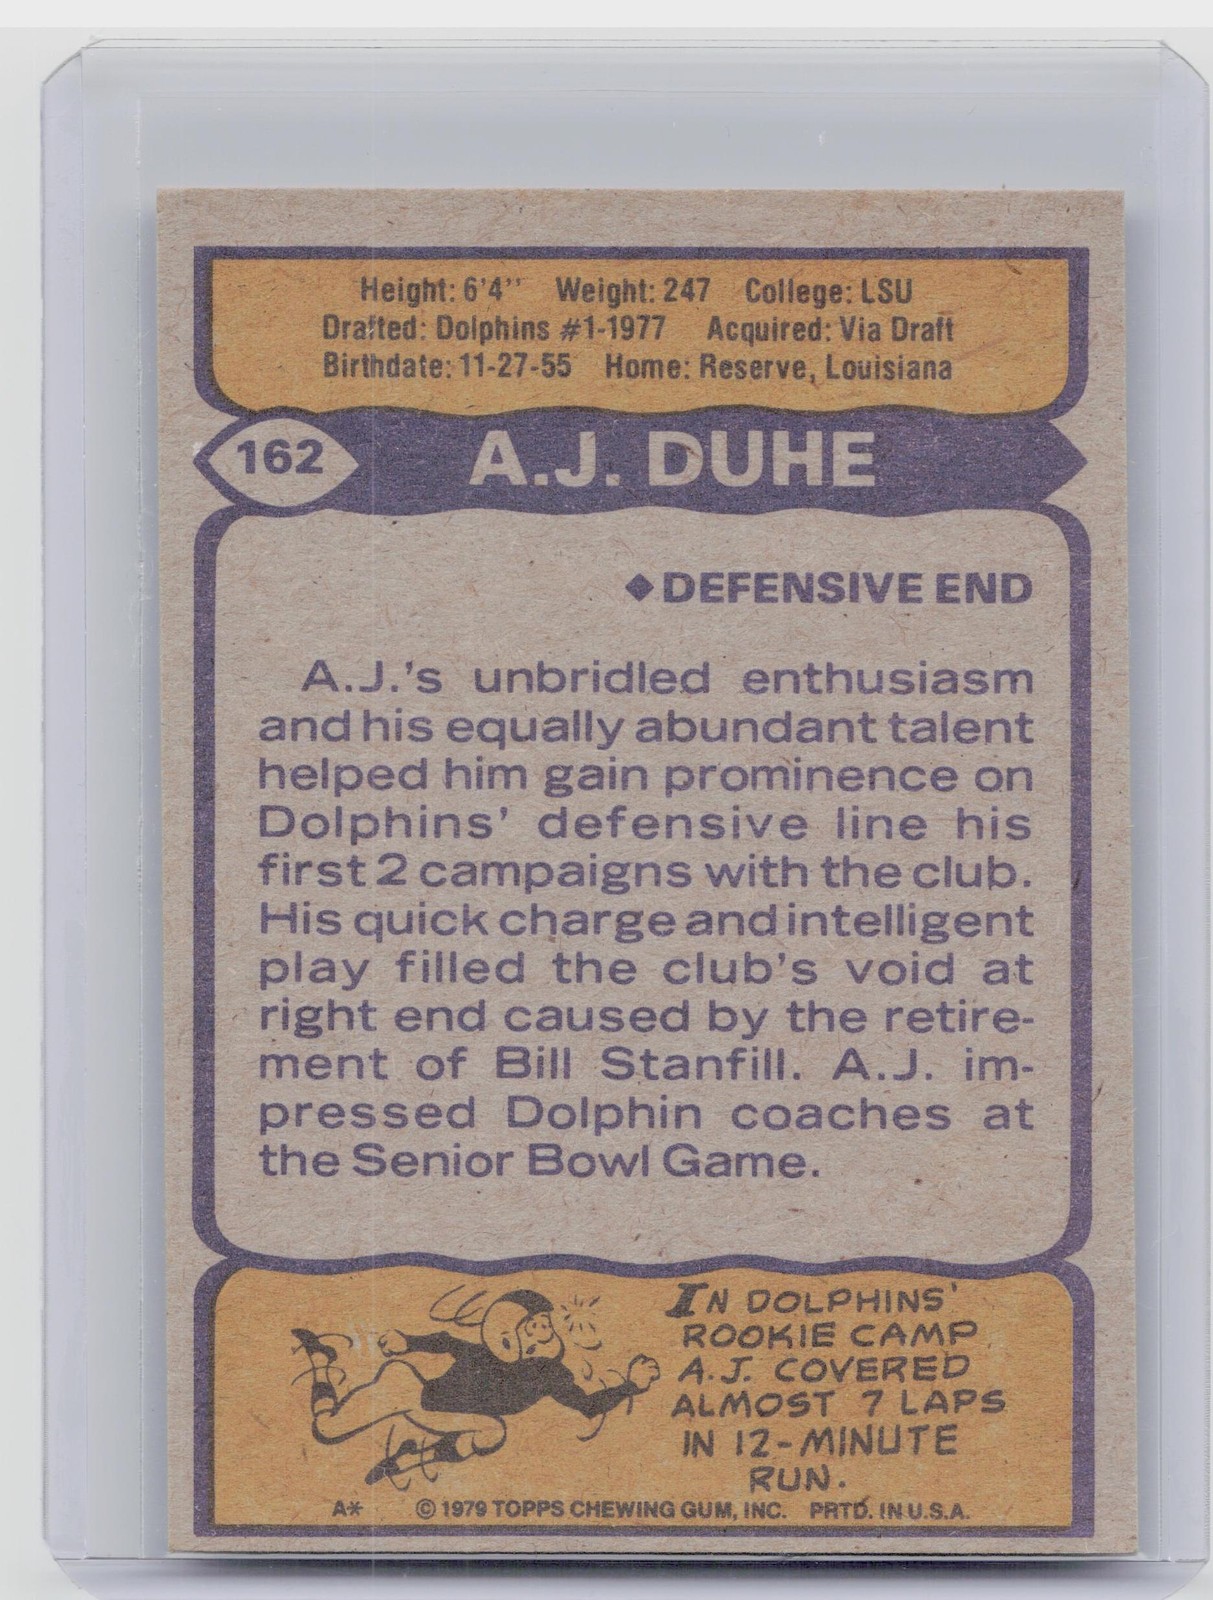 Height: 6'4'' Weight: 247 College: LSU
Drafted: Dolphins #1-1977 Acquired: Via Draft
Birthdate: 11-27-55 Home: Reserve, Louisiana
162 A.J. DUHE
◆DEFENSIVE END
A.J.'s unbridled enthusiasm
and his equally abundant talent
helped him gain prominence on
Dolphins' defensive line his
first 2 campaigns with the club.
His quick charge and intelligent
play filled the club's void at
right end caused by the retire-
ment of Bill Stanfill. A.J. im-
pressed Dolphin coaches at
the Senior Bowl Game.
IN DOLPHINS'
ROOKIE CAMP
A.J. COVERED
ALMOST 7 LAPS
IN 12-MINUTE
RUN.
A* © 1979 TOPPS CHEWING GUM, INC. PRTD. IN U.S.A.